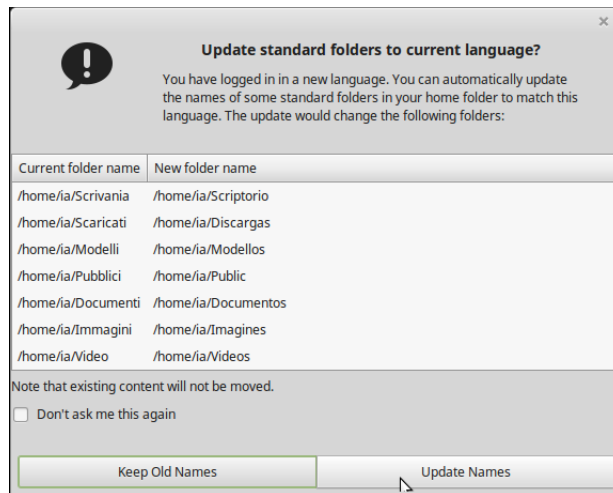 Update standard folders to current language?
You have logged in in a new language. You can automatically update
the names of some standard folders in your home folder to match this
language. The update would change the following folders:
Current folder name New folder name
/home/ia/Scrivania /home/ia/Scriptorio
/home/ia/Scaricati /home/ia/Discargas
/home/ia/Modelli /home/ia/Modellos
/home/ia/Pubblici /home/ia/Public
/home/ia/Documenti /home/ia/Documentos
/home/ia/Immagini /home/ia/Imagines
/home/ia/Video /home/ia/Videos
Note that existing content will not be moved.
Don't ask me this again
Keep Old Names Update Names